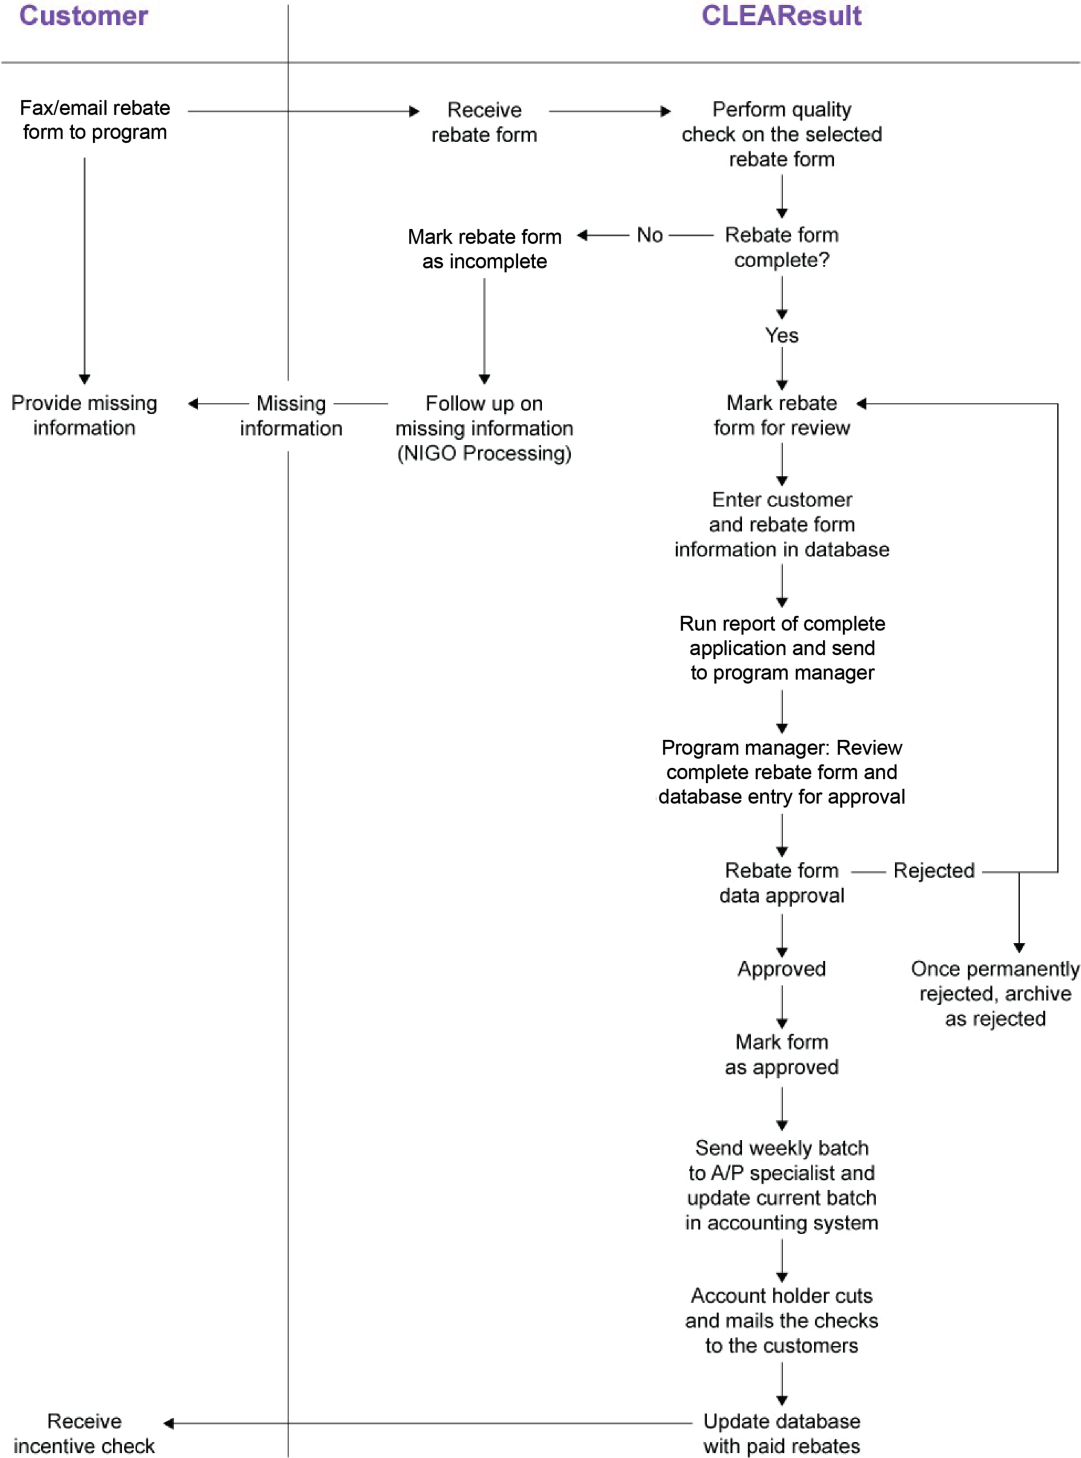 Customer
CLEAResult
Fax/email rebate
form to program
Receive
rebate form
Perform quality
check on the selected
rebate form
Mark rebate form
as incomplete
No
Rebate form
complete?
Yes
Provide missing
information
Missing
information
Follow up on
missing information
(NIGO Processing)
Mark rebate
form for review
Enter customer
and rebate form
information in database
Run report of complete
application and send
to program manager
Program manager: Review
complete rebate form and
database entry for approval
Rebate form
data approval
Rejected
Approved
Once permanently
rejected, archive
as rejected
Mark form
as approved
Send weekly batch
to A/P specialist and
update current batch
in accounting system
Account holder cuts
and mails the checks
to the customers
Receive
incentive check
Update database
with paid rebates